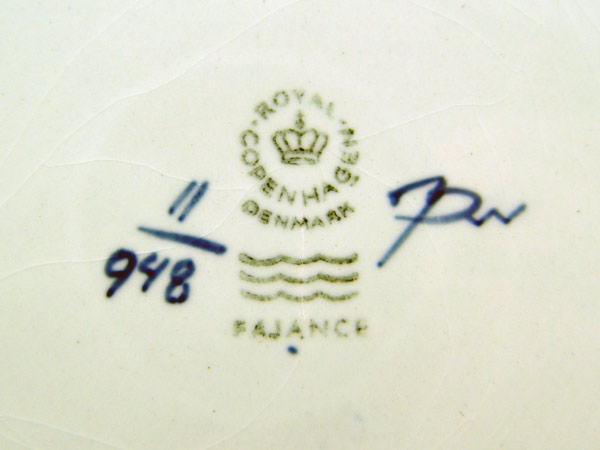 ROYAL COPENHAGEN
DENMARK
11
948
FAJANCE